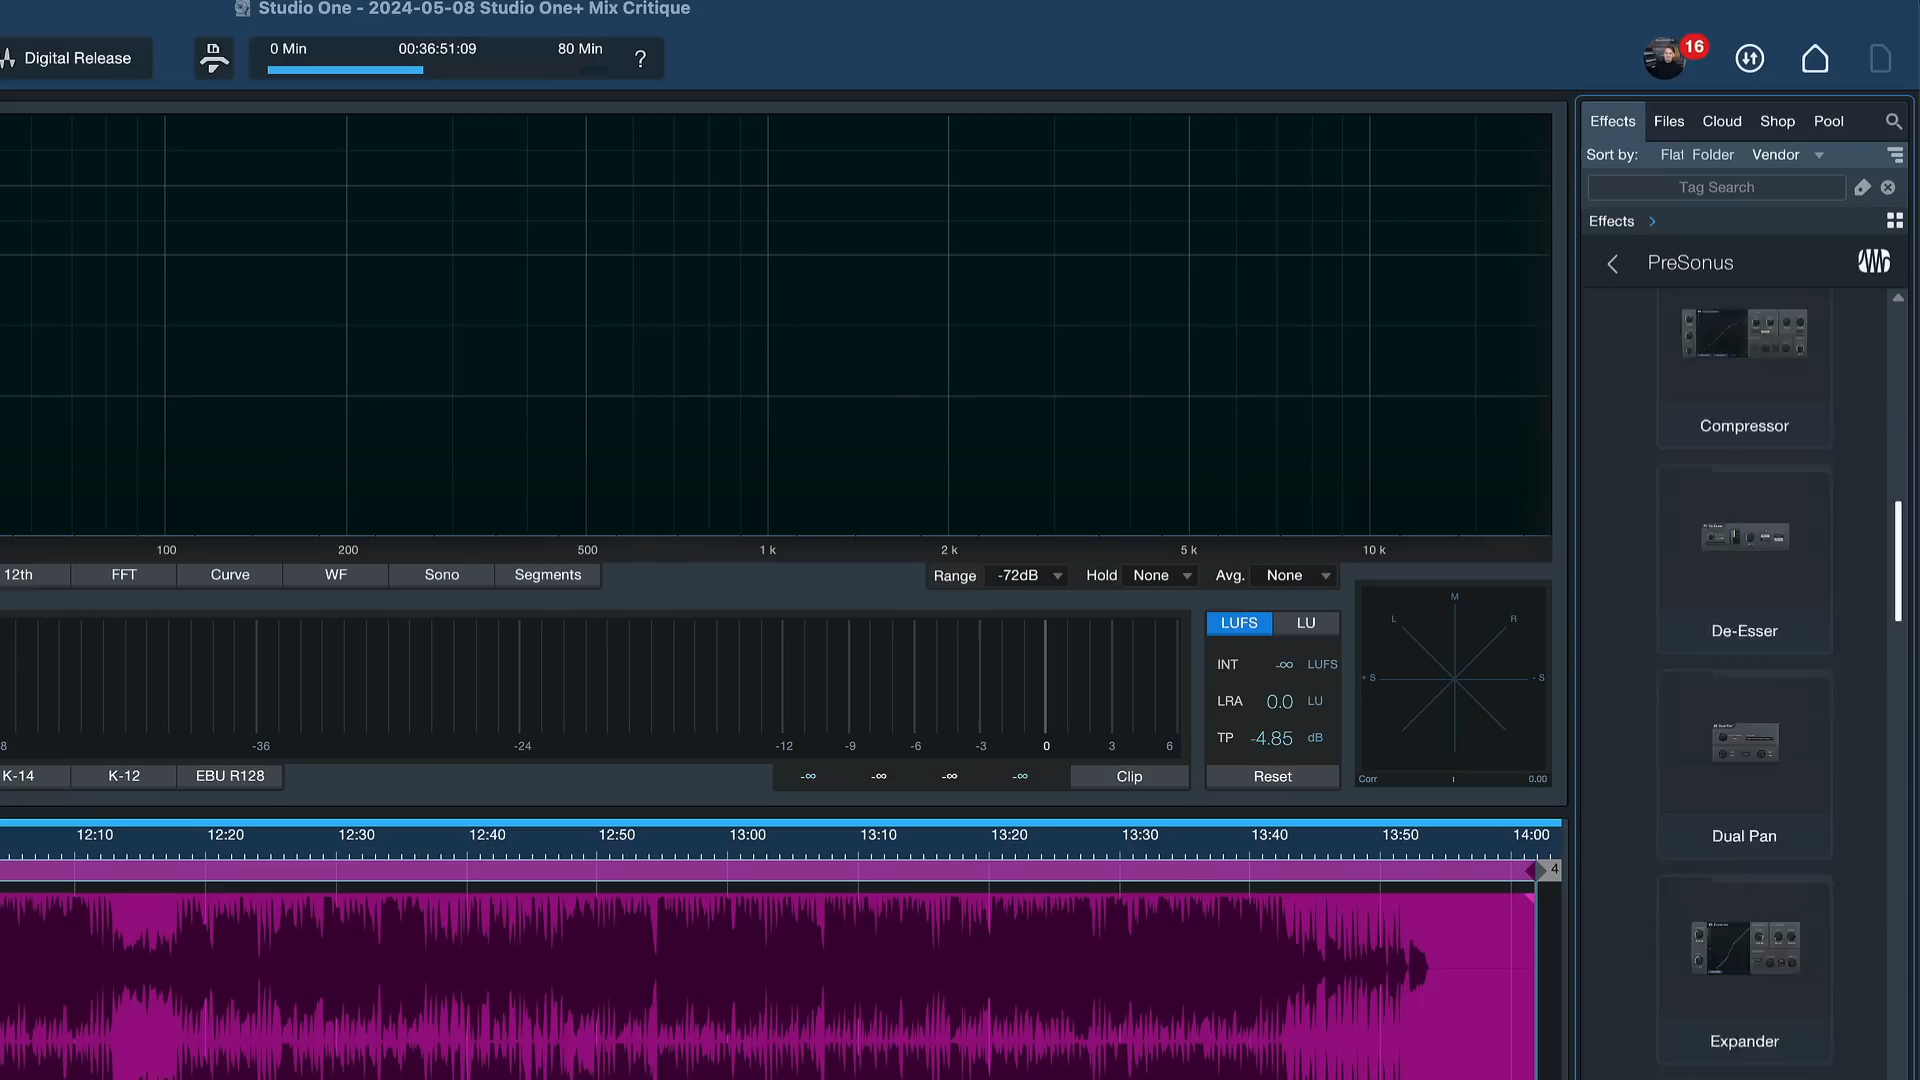 Studio One - 2024-05-08 Studio One+ Mix Critique
Digital Release
0 Min 00:36:51:09 80 Min ?
16
Effects Files Cloud Shop Pool
Sort by: Flat Folder Vendor
Tag Search
Effects
PreSonus
Compressor
De-Esser
Dual Pan
Expander
100 200 500 1 k 2 k 5 k 10 k
12th FFT Curve WF Sono Segments
Range -72dB Hold None Avg. None
LUFS LU
INT -∞ LUFS
LRA 0.0 LU
TP -4.85 dB
Reset
M
L R
+ S - S
Corr 0.00
8 -36 -24 -12 -9 -6 -3 0 3 6
K-14 K-12 EBU R128
-∞ -∞ -∞ -∞ Clip
12:10 12:20 12:30 12:40 12:50 13:00 13:10 13:20 13:30 13:40 13:50 14:00
4